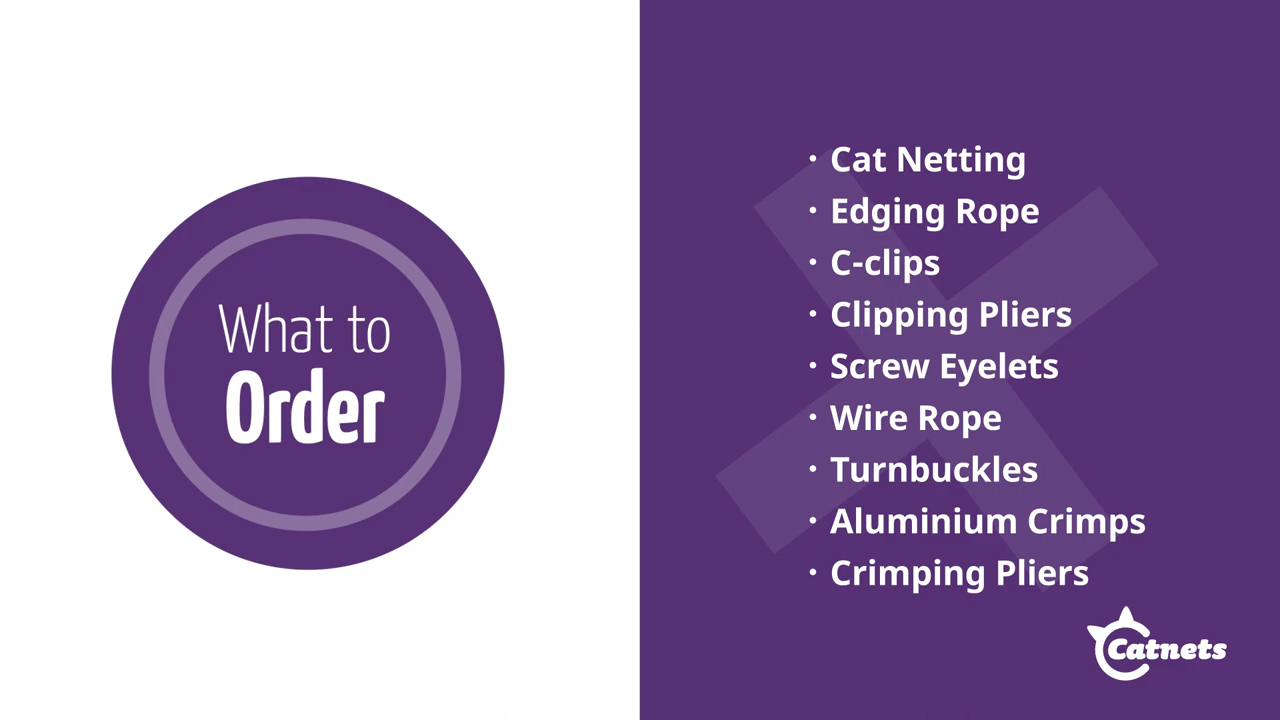 What to
Order
· Cat Netting
· Edging Rope
· C-clips
· Clipping Pliers
· Screw Eyelets
· Wire Rope
· Turnbuckles
· Aluminium Crimps
· Crimping Pliers
Catnets